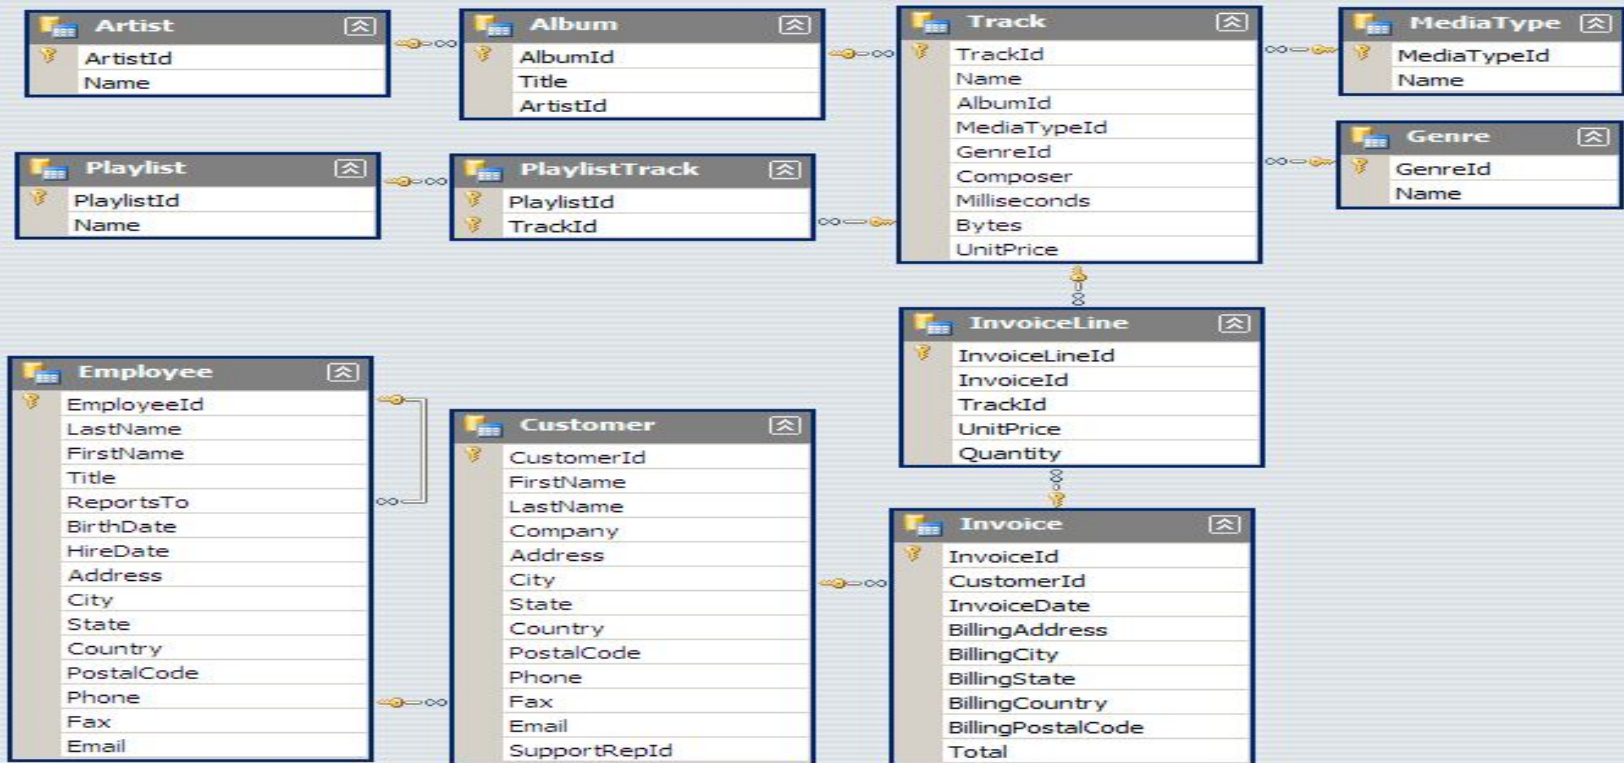 Artist
ArtistId
Name
Album
AlbumId
Title
ArtistId
Track
TrackId
Name
AlbumId
MediaTypeId
GenreId
Composer
Milliseconds
Bytes
UnitPrice
MediaType
MediaTypeId
Name
Playlist
PlaylistId
Name
PlaylistTrack
PlaylistId
TrackId
Genre
GenreId
Name
InvoiceLine
InvoiceLineId
InvoiceId
TrackId
UnitPrice
Quantity
Employee
EmployeeId
LastName
FirstName
Title
ReportsTo
BirthDate
HireDate
Address
City
State
Country
PostalCode
Phone
Fax
Email
Customer
CustomerId
FirstName
LastName
Company
Address
City
State
Country
PostalCode
Phone
Fax
Email
SupportRepId
Invoice
InvoiceId
CustomerId
InvoiceDate
BillingAddress
BillingCity
BillingState
BillingCountry
BillingPostalCode
Total